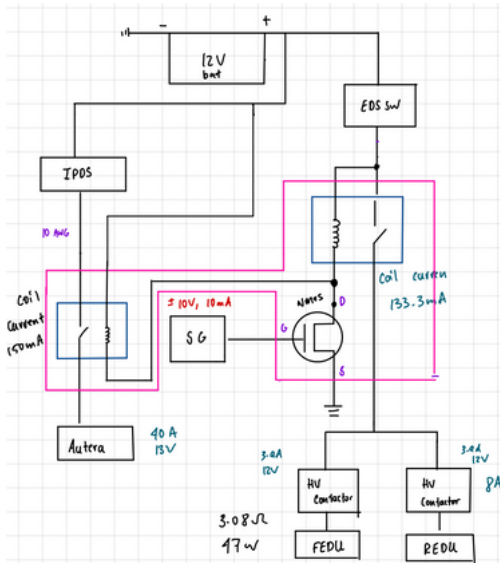 - +
12V
bat
EDS SW
IPDS
10 AWG
Coil
Current
150mA
± 10V, 10mA
SG
G
D
S
Coil curren
133.3mA
Autera
40A
13V
3.0A
12V
HV
Contactor
3.0A
12V
HV
Contactor
8A
3.08Ω
47w
FEDU
REDU